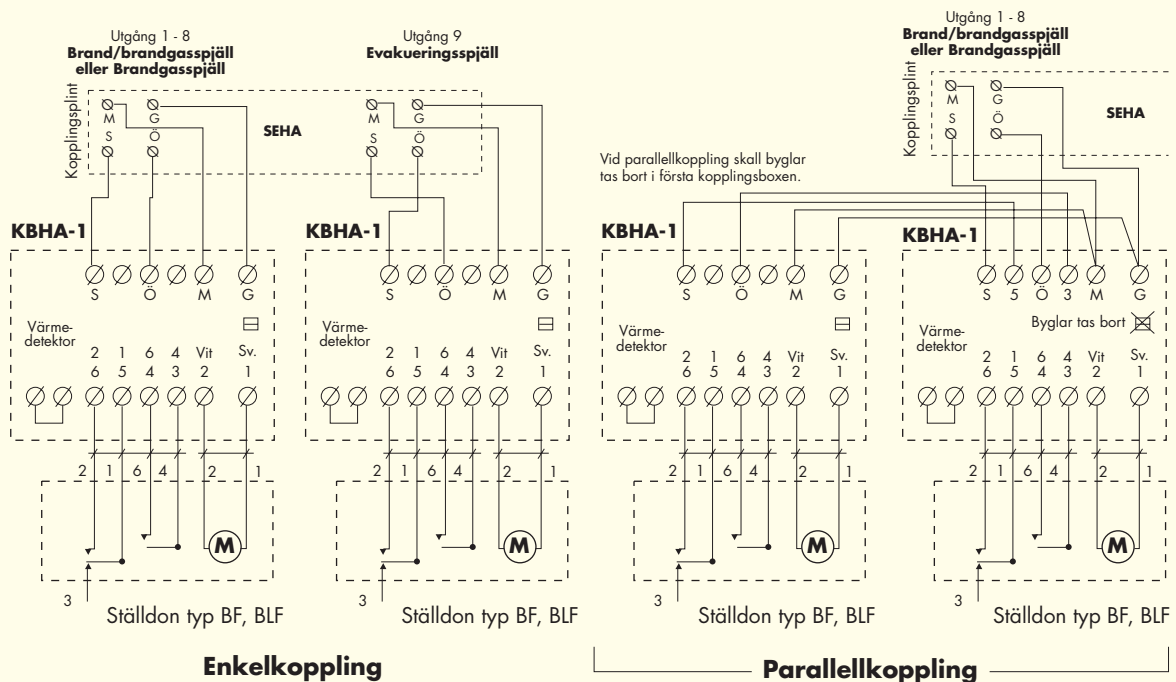 Utgång 1 - 8
Brand/brandgasspjäll
eller Brandgasspjäll
Utgång 9
Evakueringsspjäll
Kopplingsplint
M G
S Ö
SEHA
M G
S Ö
KBHA-1
S Ö M G
Värme-
detektor
2 1 6 4 Vit Sv.
6 5 4 3 2 1
2 1 6 4 2 1
M
3
Ställdon typ BF, BLF
KBHA-1
S Ö M G
Värme-
detektor
2 1 6 4 Vit Sv.
6 5 4 3 2 1
2 1 6 4 2 1
M
3
Ställdon typ BF, BLF
Enkelkoppling
Utgång 1 - 8
Brand/brandgasspjäll
eller Brandgasspjäll
Kopplingsplint
M G
S Ö
SEHA
Vid parallellkoppling skall byglar
tas bort i första kopplingsboxen.
KBHA-1
S Ö M G
Värme-
detektor
2 1 6 4 Vit Sv.
6 5 4 3 2 1
2 1 6 4 2 1
M
3
Ställdon typ BF, BLF
KBHA-1
S 5 Ö 3 M G
Byglar tas bort
Värme-
detektor
2 1 6 4 Vit Sv.
6 5 4 3 2 1
2 1 6 4 2 1
M
3
Ställdon typ BF, BLF
Parallellkoppling